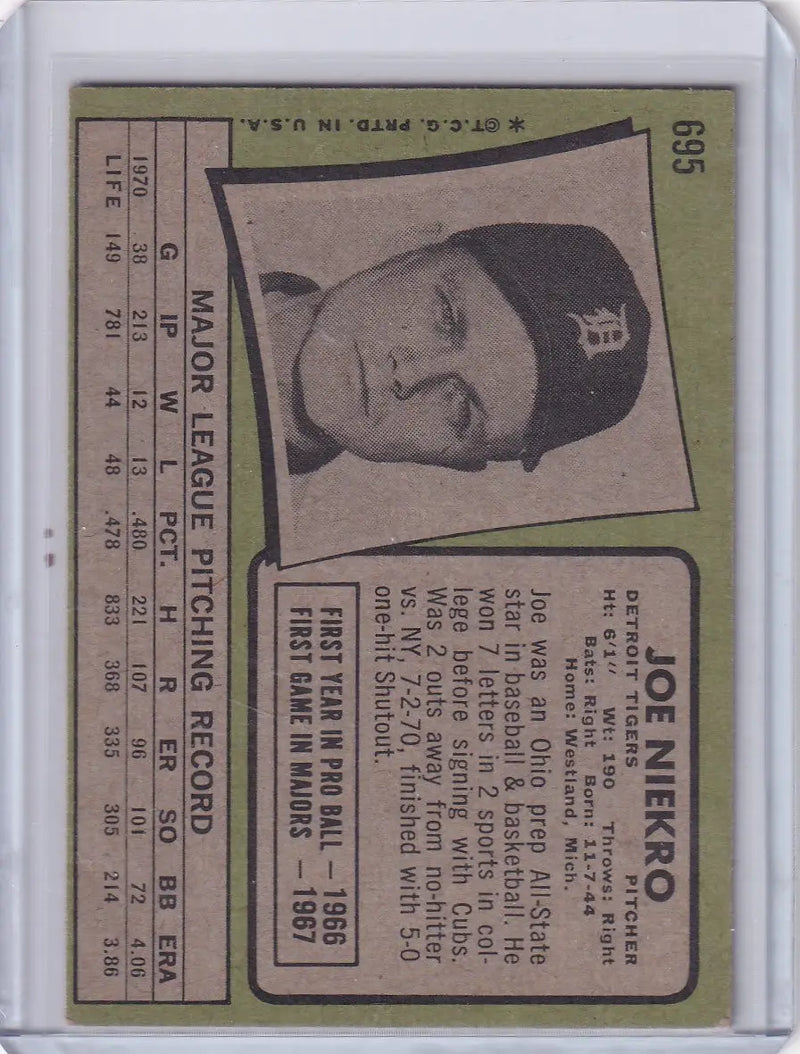 695
JOE NIEKRO
DETROIT TIGERS PITCHER
Ht: 6'1" Wt: 190 Throws: Right
Bats: Right Born: 11-7-44
Home: Westland, Mich.
Joe was an Ohio prep All-State
star in baseball & basketball. He
won 7 letters in 2 sports in col-
lege before signing with Cubs.
Was 2 outs away from no-hitter
vs. NY, 7-2-70, finished with 5-0
one-hit Shutout.
FIRST YEAR IN PRO BALL — 1966
FIRST GAME IN MAJORS — 1967
D
* ©T.C.G. PRTD. IN U.S.A.
MAJOR LEAGUE PITCHING RECORD
G IP W L PCT. H R ER SO BB ERA
1970 38 213 12 13 .480 221 107 96 101 72 4.06
LIFE 149 781 44 48 .478 833 368 335 305 214 3.86